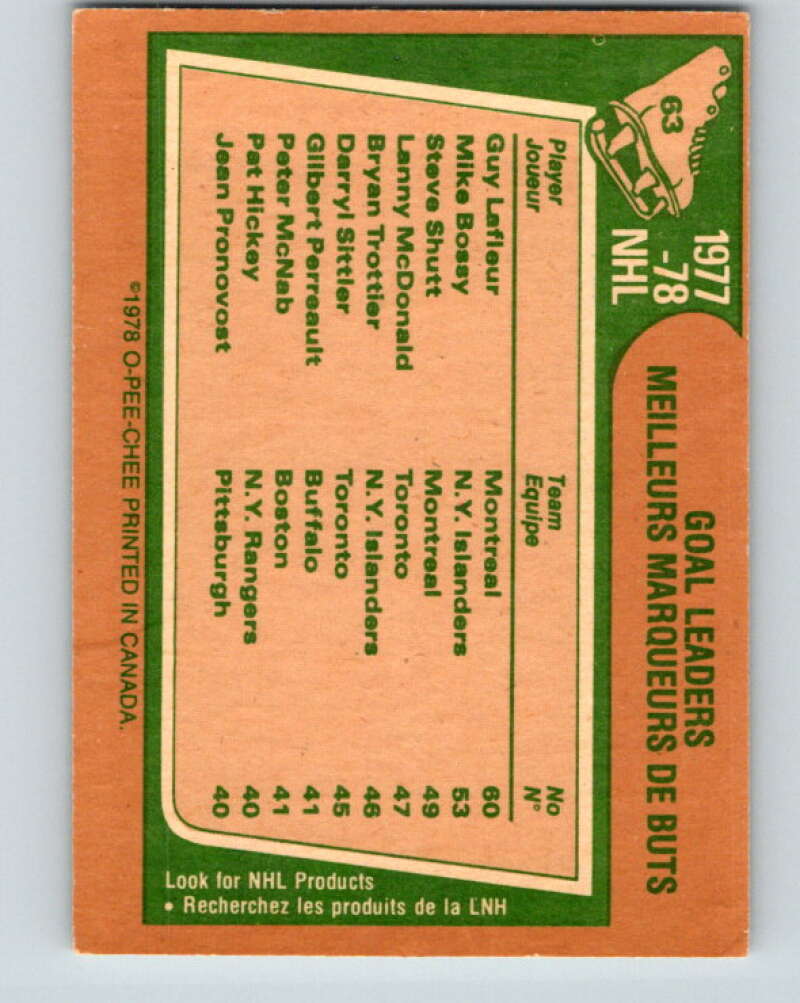 63
1977
-78
NHL
GOAL LEADERS
MEILLEURS MARQUEURS DE BUTS
Player Team No
Joueur Equipe N°
Guy Lafleur Montreal 60
Mike Bossy N.Y. Islanders 53
Steve Shutt Montreal 49
Lanny McDonald Toronto 47
Bryan Trottier N.Y. Islanders 46
Darryl Sittler Toronto 45
Gilbert Perreault Buffalo 41
Peter McNab Boston 41
Pat Hickey N.Y. Rangers 40
Jean Pronovost Pittsburgh 40
Look for NHL Products
• Recherchez les produits de la LNH
©1978 O-PEE-CHEE PRINTED IN CANADA.